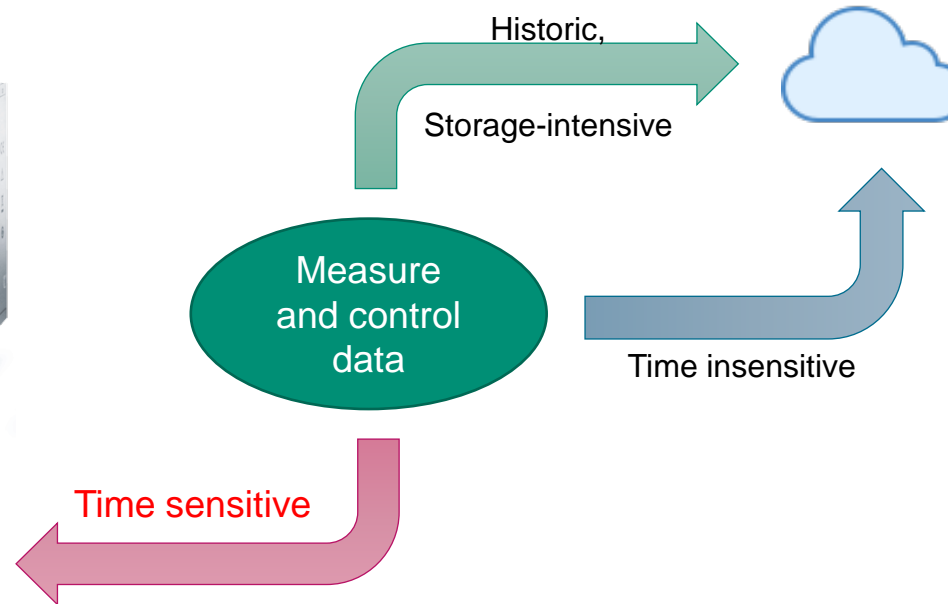 Historic,
Storage-intensive
Measure
and control
data
Time insensitive
Time sensitive